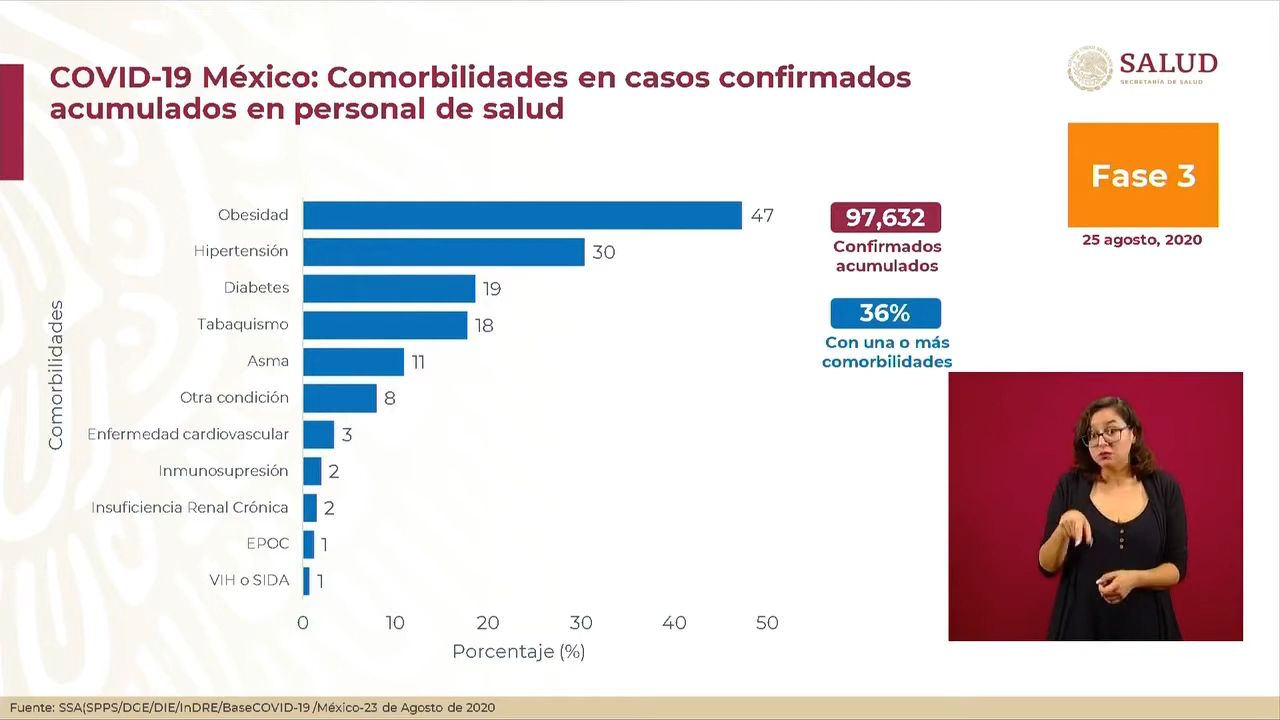 COVID-19 México: Comorbilidades en casos confirmados
acumulados en personal de salud
SALUD
SECRETARÍA DE SALUD
Fase 3
25 agosto, 2020
97,632
Confirmados
acumulados
36%
Con una o más
comorbilidades
Comorbilidades
Obesidad 47
Hipertensión 30
Diabetes 19
Tabaquismo 18
Asma 11
Otra condición 8
Enfermedad cardiovascular 3
Inmunosupresión 2
Insuficiencia Renal Crónica 2
EPOC 1
VIH o SIDA 1
0 10 20 30 40 50
Porcentaje (%)
Fuente: SSA(SPPS/DGE/DIE/InDRE/BaseCOVID-19 /México-23 de Agosto de 2020